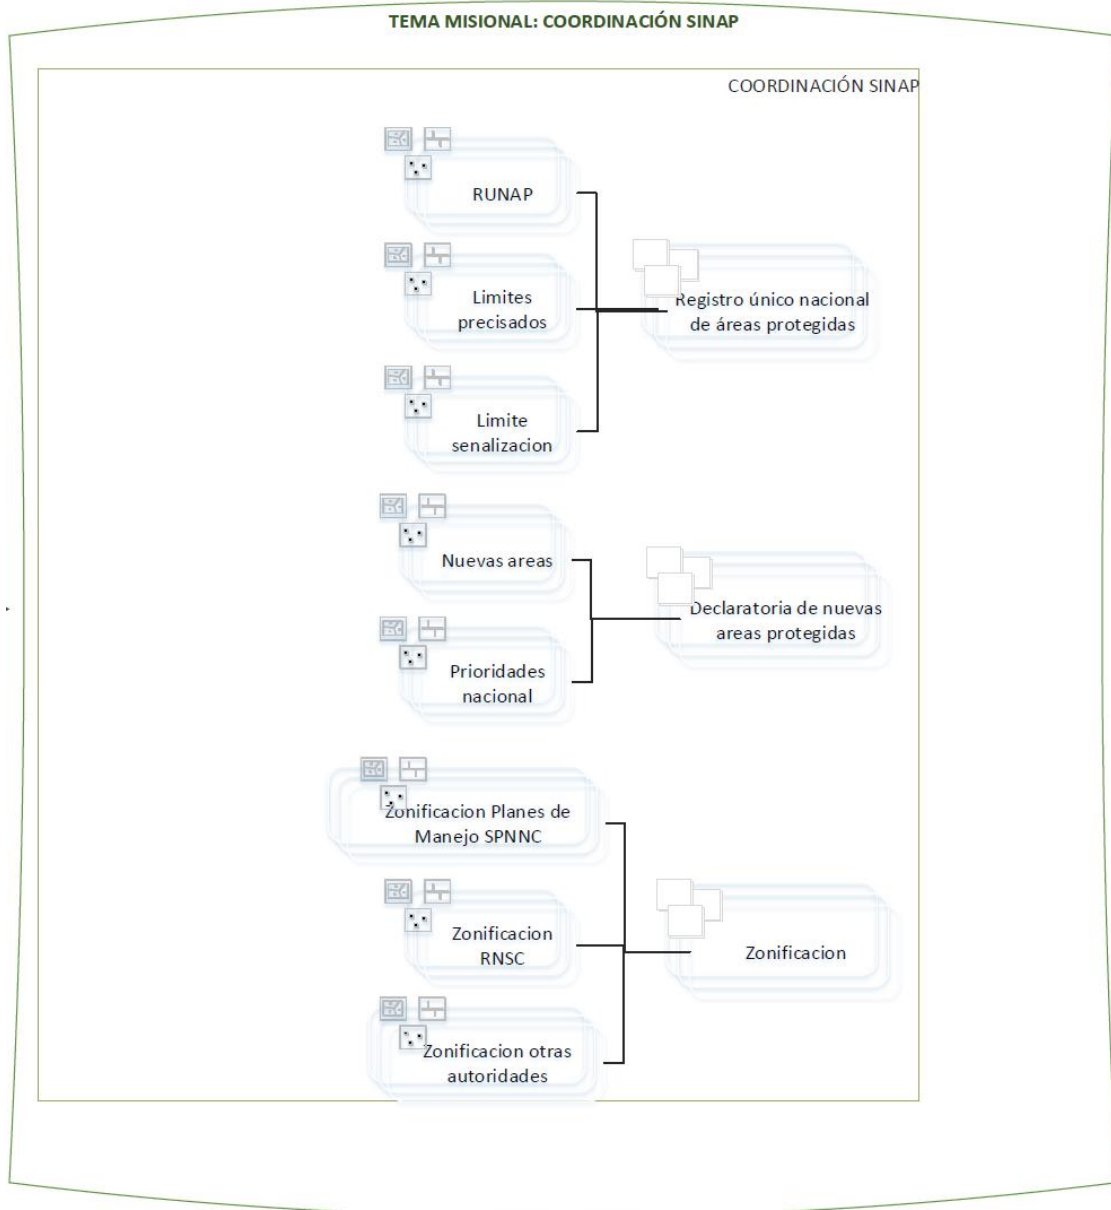 TEMA MISIONAL: COORDINACIÓN SINAP
COORDINACIÓN SINAP
RUNAP
Limites
precisados
Limite
senalizacion
Registro único nacional
de áreas protegidas
Nuevas areas
Prioridades
nacional
Declaratoria de nuevas
areas protegidas
Zonificacion Planes de
Manejo SPNNC
Zonificacion
RNSC
Zonificacion otras
autoridades
Zonificacion